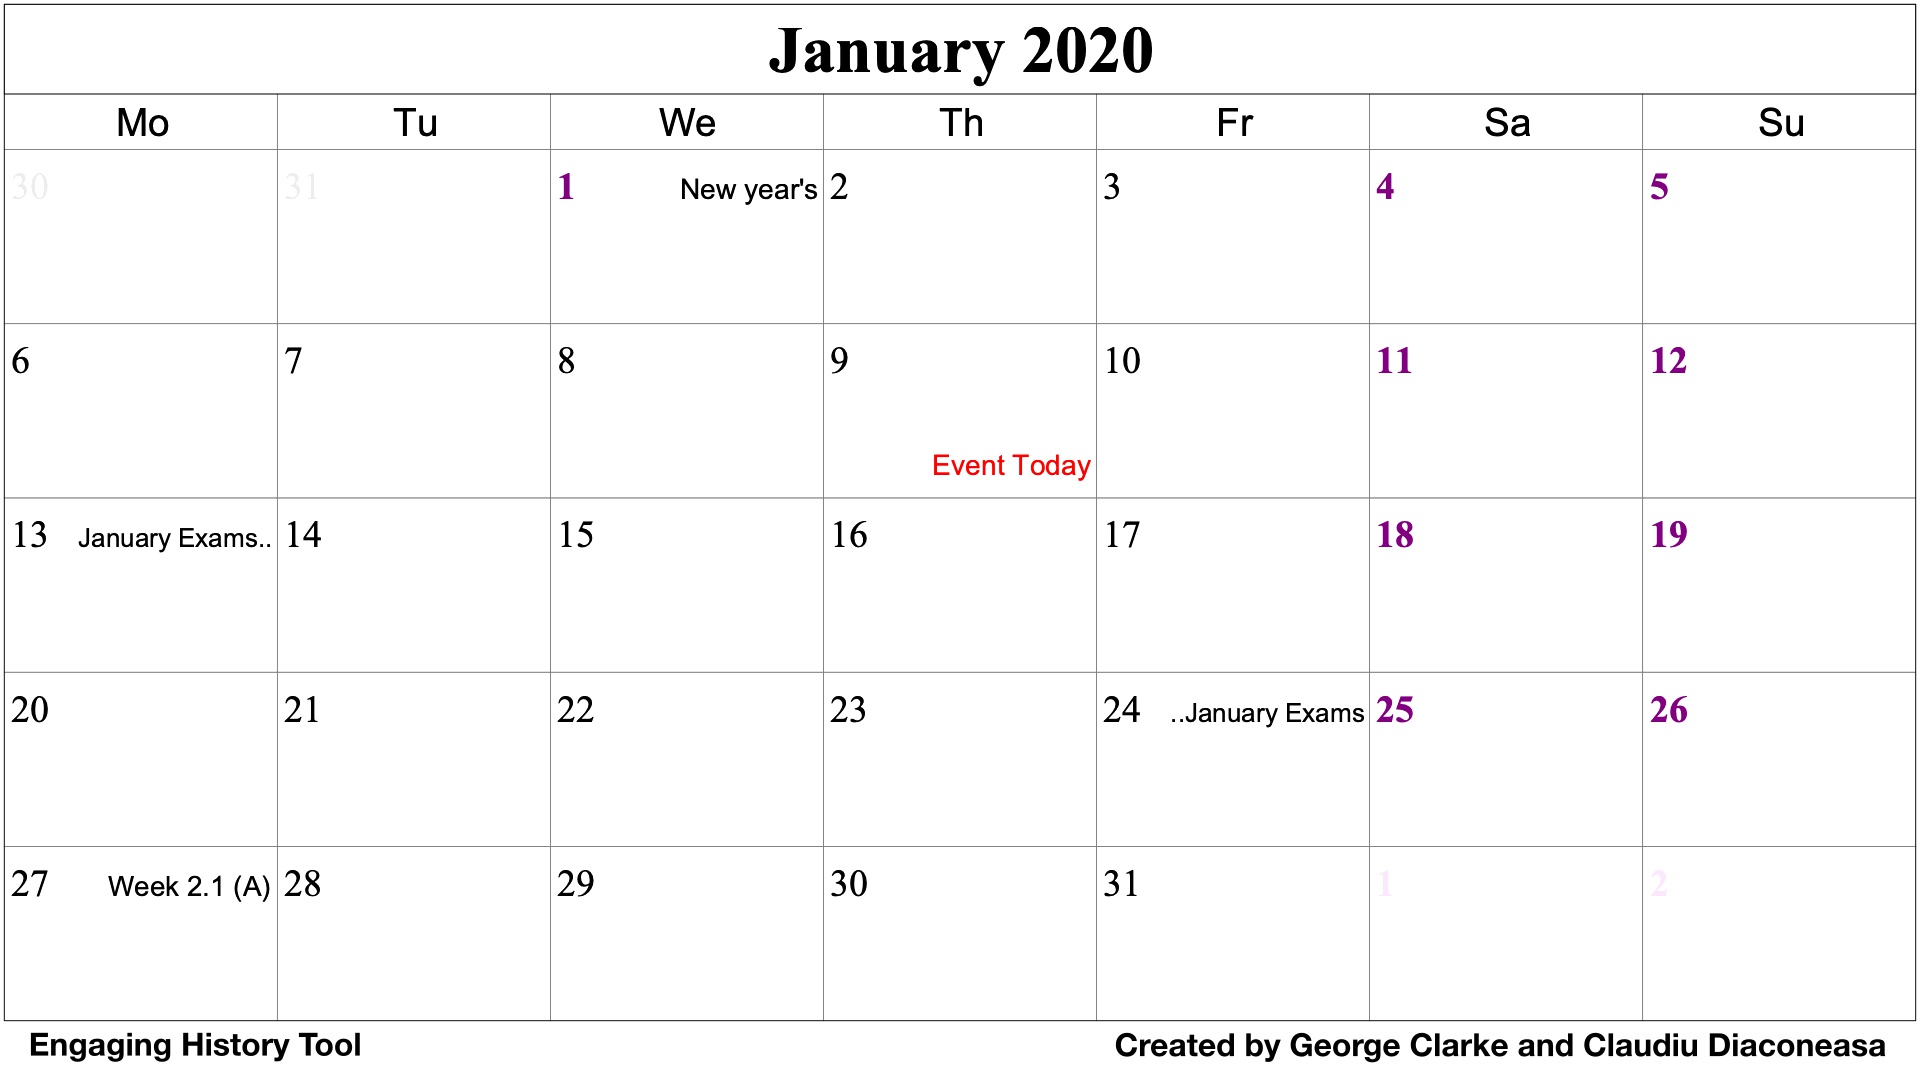 January 2020
Mo Tu We Th Fr Sa Su
30 31 1 New year's 2 3 4 5
6 7 8 9 10 11 12
Event Today
13 January Exams.. 14 15 16 17 18 19
20 21 22 23 24 ..January Exams 25 26
27 Week 2.1 (A) 28 29 30 31 1 2
Engaging History Tool Created by George Clarke and Claudiu Diaconeasa